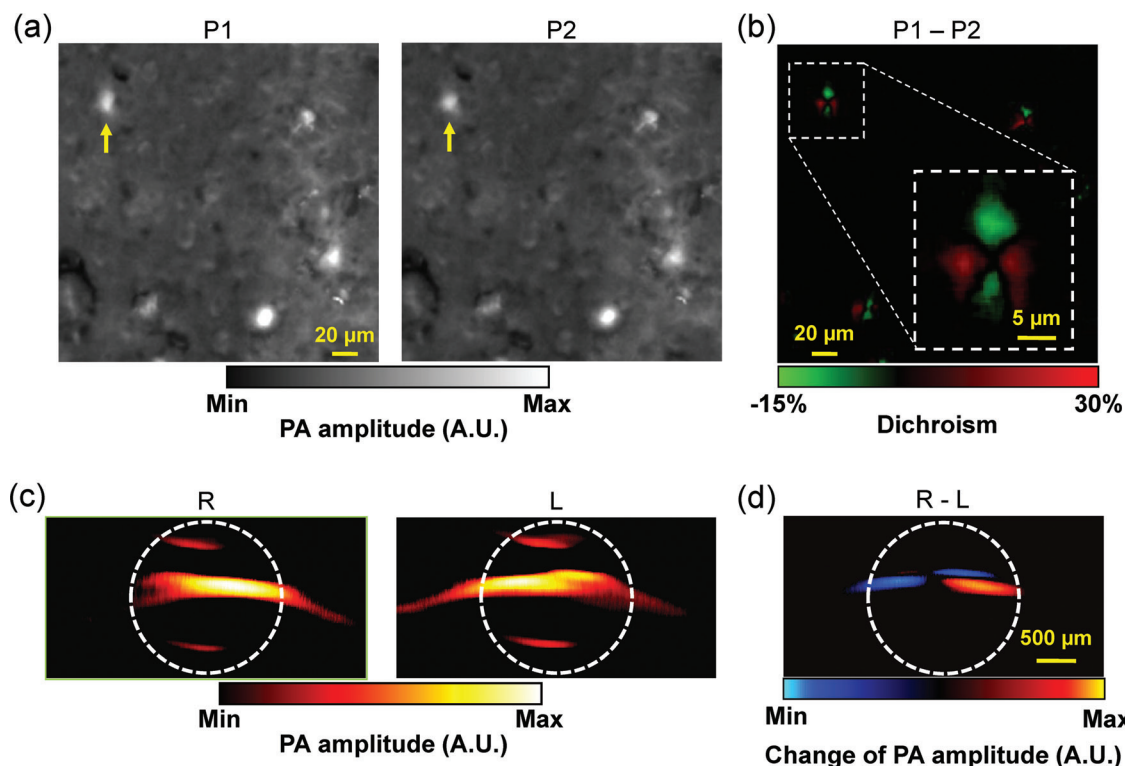 (a)
P1
P2
20 µm
Min
Max
PA amplitude (A.U.)
(b)
P1 – P2
20 µm
5 µm
-15%
30%
Dichroism
(c)
R
L
Min
Max
PA amplitude (A.U.)
(d)
R - L
500 µm
Min
Max
Change of PA amplitude (A.U.)